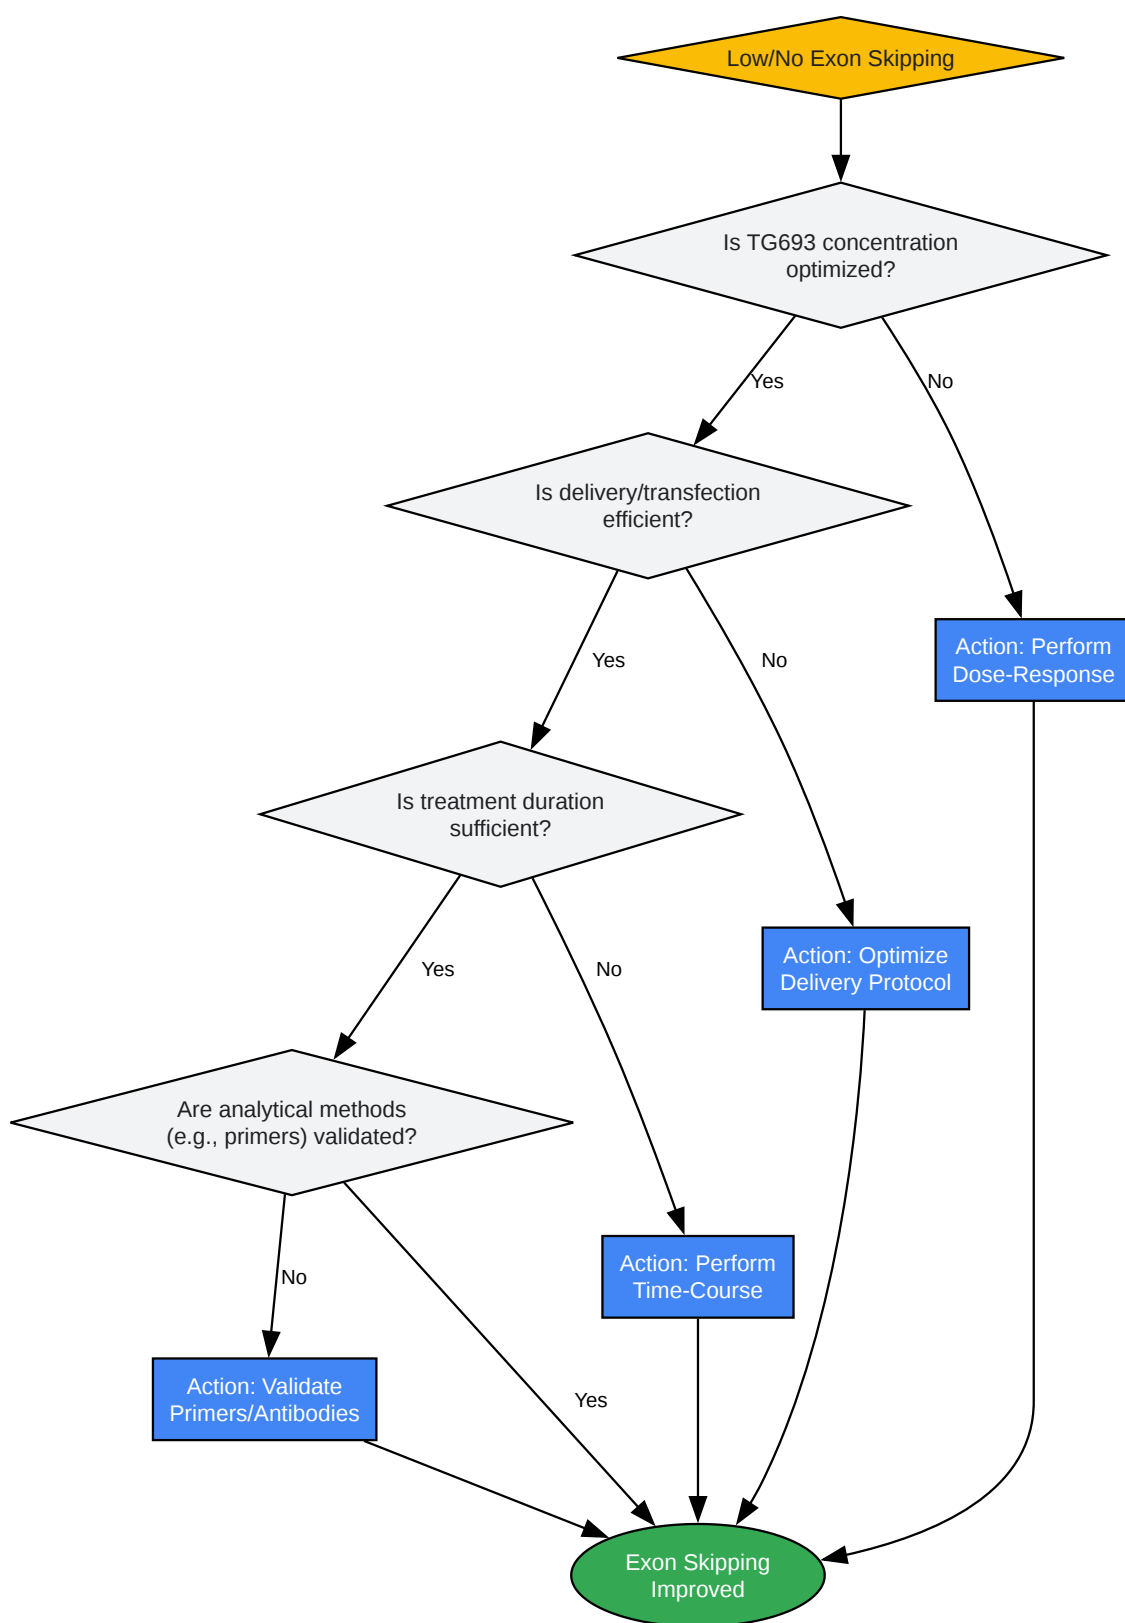 Low/No Exon Skipping
Is TG693 concentration
optimized?
Yes
No
Is delivery/transfection
efficient?
Yes
No
Action: Perform
Dose-Response
Is treatment duration
sufficient?
Yes
No
Action: Optimize
Delivery Protocol
Are analytical methods
(e.g., primers) validated?
No
Yes
Action: Perform
Time-Course
Action: Validate
Primers/Antibodies
Exon Skipping
Improved